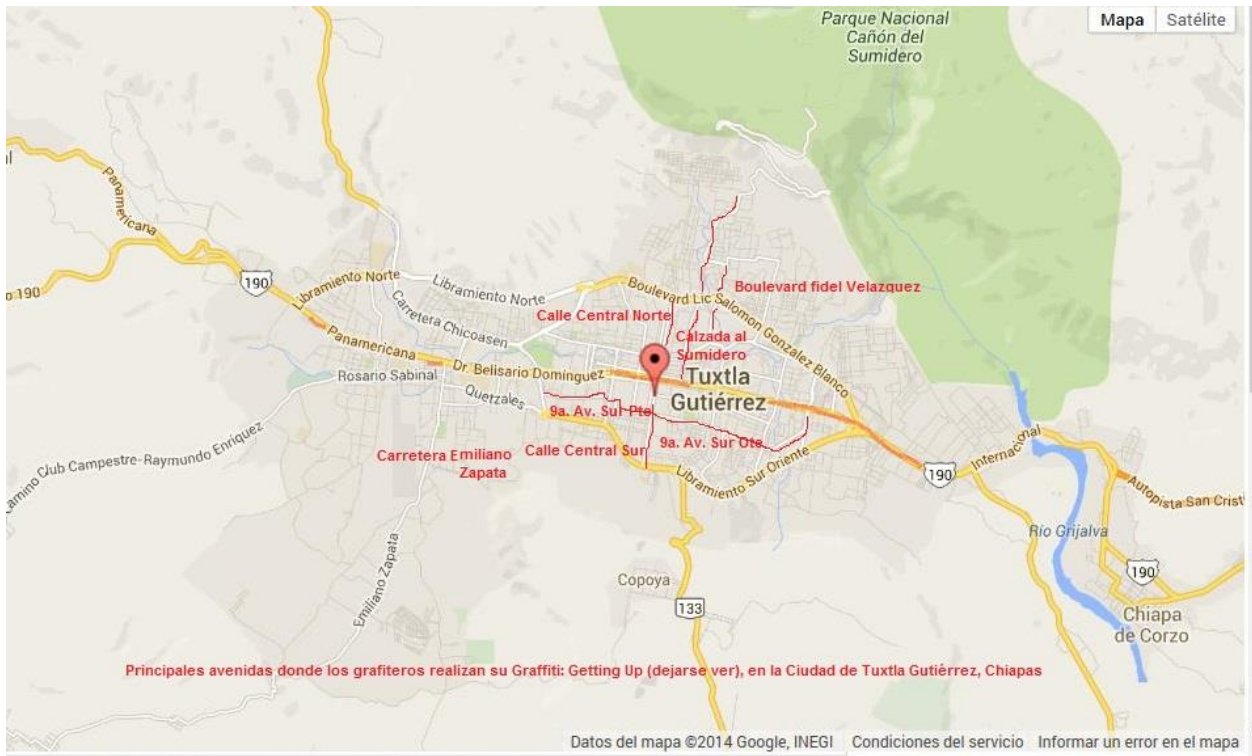 Parque Nacional
Cañón del
Sumidero
Mapa
Satélite
Panamericana
190
190
Libramiento Norte
Libramiento Norte
Carretera Chicoasen
Boulevard Lic Salomon González Blanco
Boulevard fidel Velazquez
Calle Central Norte
Calzada al
Sumidero
Panamericana
Dr. Belisario Domínguez
Tuxtla
Gutiérrez
Rosario Sabinal
Quetzales
9a. Av. Sur Pte
9a. Av. Sur Ote
Calle Central Sur
Carretera Emiliano
Zapata
Camino Club Campestre-Raymundo Enriquez
Libramiento Sur Oriente
190
Internacional
Autopista San Crist
Río Grijalva
Emiliano Zapata
Copoya
133
190
Chiapa
de Corzo
Principales avenidas donde los grafiteros realizan su Graffiti: Getting Up (dejarse ver), en la Ciudad de Tuxtla Gutiérrez, Chiapas
Datos del mapa ©2014 Google, INEGI
Condiciones del servicio
Informar un error en el mapa